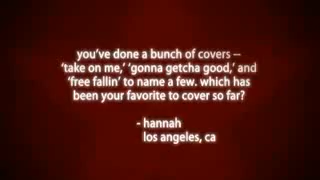 you've done a bunch of covers --
'take on me,' 'gonna getcha good,' and
'free fallin' to name a few. which has
been your favorite to cover so far?
- hannah
los angeles, ca